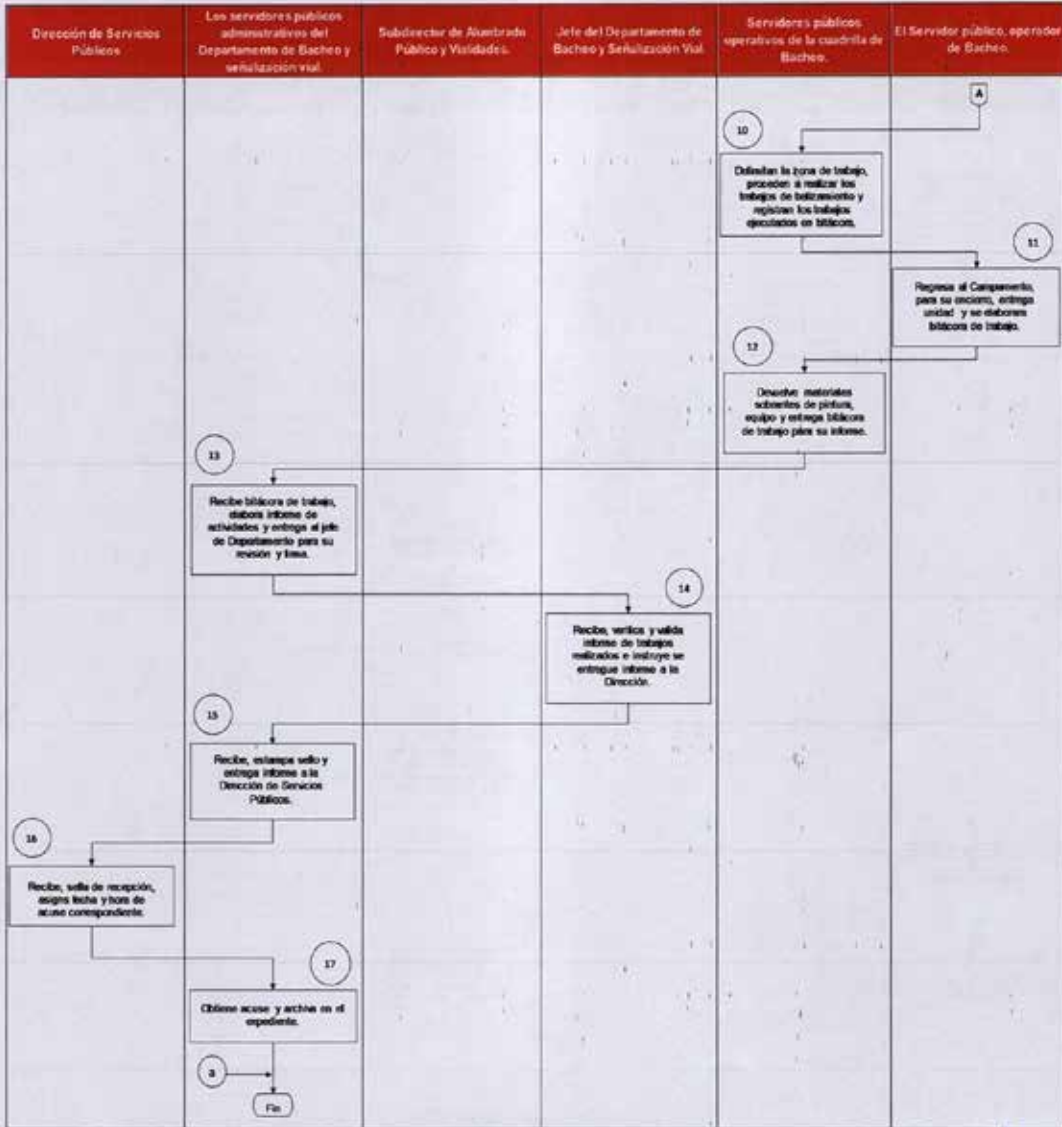 Dirección de Servicios
Públicos
Los servidores públicos
administrativos del
Departamento de Bacheo y
señalización vial
Subdirector de Alumbrado
Público y Vialidades.
Jefe del Departamento de
Bacheo y Señalización Vial
Servidores públicos
operativos de la cuadrilla de
Bacheo.
El Servidor público, operador
de Bacheo.
A
10
Delimitan la zona de trabajo,
proceden a realizar los
trabajos de balizamiento y
registran los trabajos
ejecutados en bitácora.
11
Regresa al Campamento,
para su encierro, entrega
unidad y se elaboran
bitácora de trabajo.
12
Devuelve materiales
sobrantes de pintura,
equipo y entrega bitácora
de trabajo para su informe.
13
Recibe bitácora de trabajo,
elabora informe de
actividades y entrega al jefe
de Departamento para su
revisión y firma.
14
Recibe, verifica y valida
informe de trabajos
realizados e instruye se
entregue informe a la
Dirección.
15
Recibe, estampa sello y
entrega informe a la
Dirección de Servicios
Públicos.
16
Recibe, sella de recepción,
asigna fecha y hora de
acuse correspondiente.
17
Obtiene acuse y archiva en el
expediente.
3
Fin